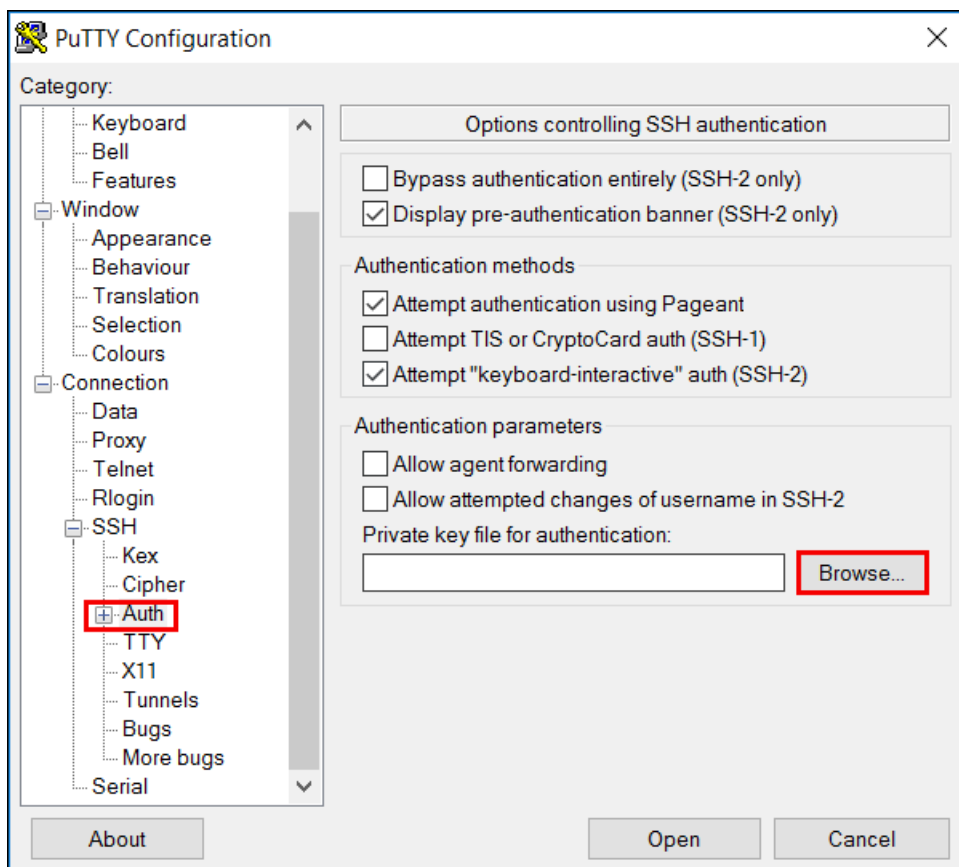 PuTTY Configuration
Category:
Keyboard
Bell
Features
Window
Appearance
Behaviour
Translation
Selection
Colours
Connection
Data
Proxy
Telnet
Rlogin
SSH
Kex
Cipher
Auth
TTY
X11
Tunnels
Bugs
More bugs
Serial
Options controlling SSH authentication
Bypass authentication entirely (SSH-2 only)
Display pre-authentication banner (SSH-2 only)
Authentication methods
Attempt authentication using Pageant
Attempt TIS or CryptoCard auth (SSH-1)
Attempt "keyboard-interactive" auth (SSH-2)
Authentication parameters
Allow agent forwarding
Allow attempted changes of username in SSH-2
Private key file for authentication:
Browse...
About
Open
Cancel